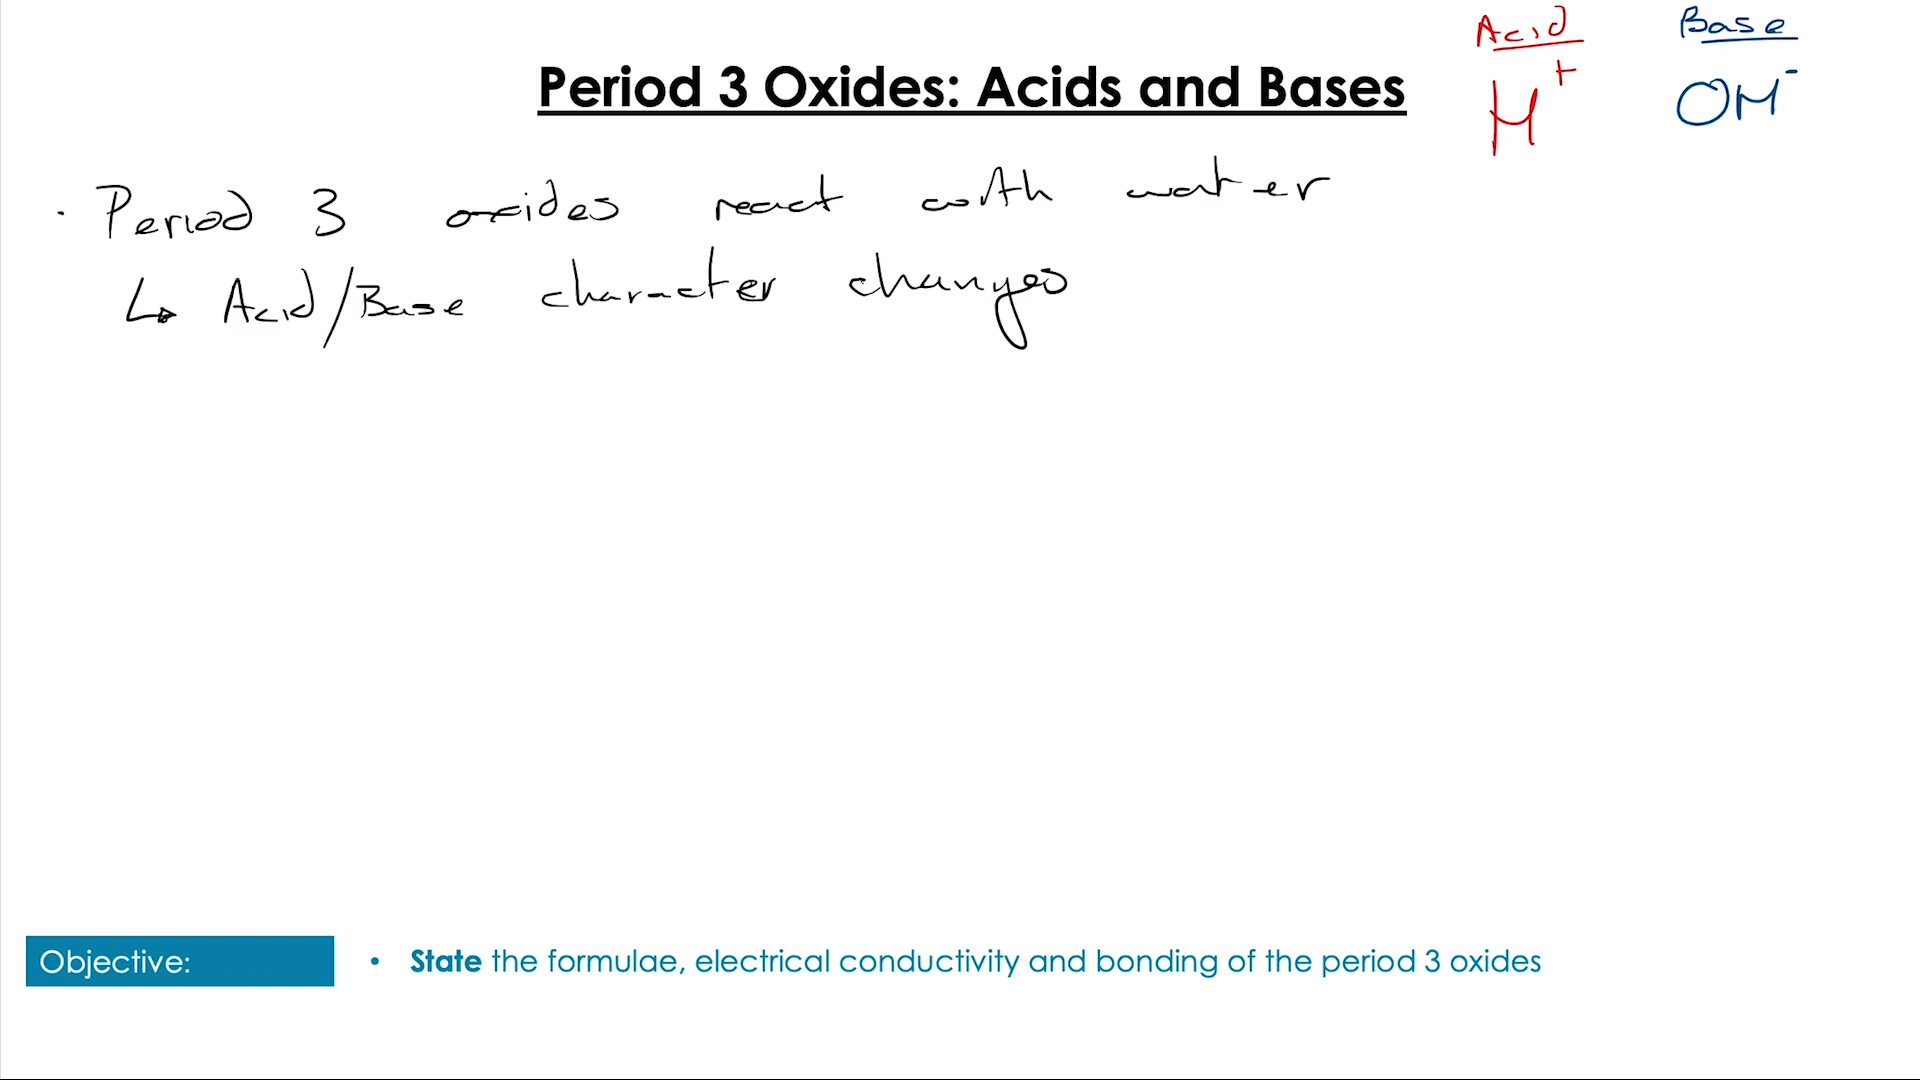 Acid Base
Period 3 Oxides: Acids and Bases
H⁺ OH⁻
· Period 3 oxides react with water
↳ Acid/Base character changes
Objective: • State the formulae, electrical conductivity and bonding of the period 3 oxides